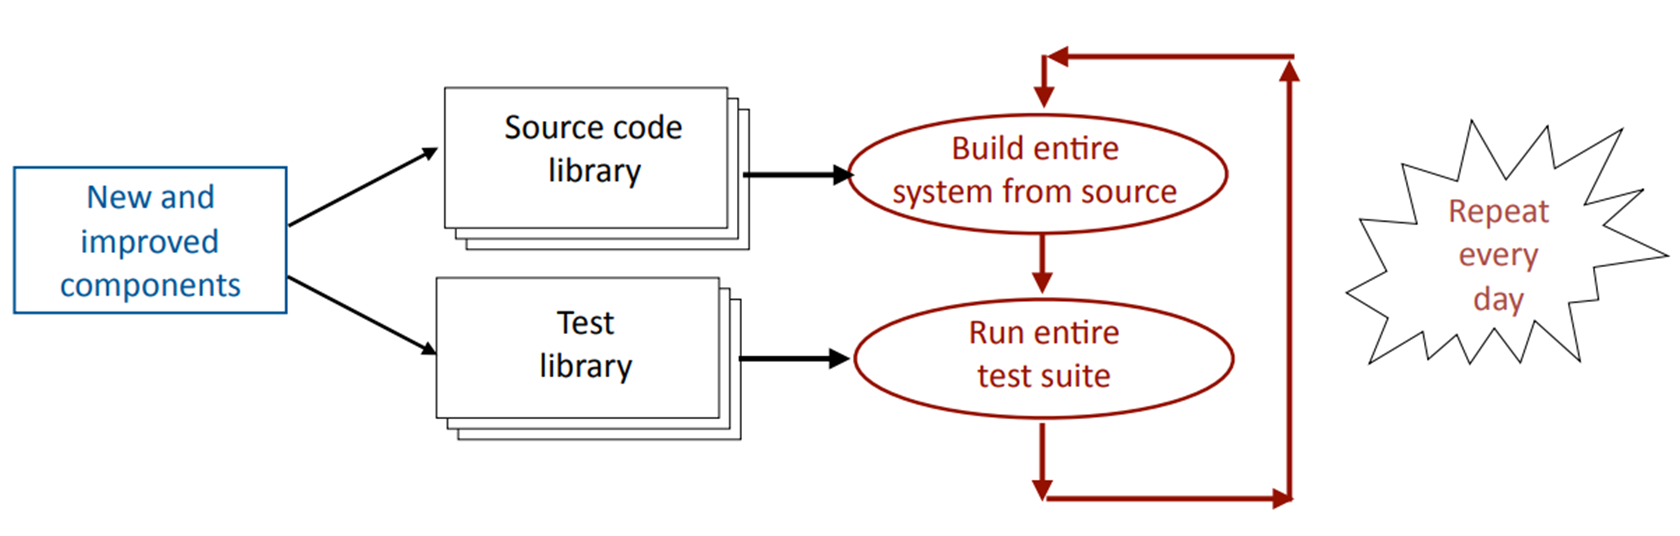 New and
improved
components
Source code
library
Test
library
Build entire
system from source
Run entire
test suite
Repeat
every
day